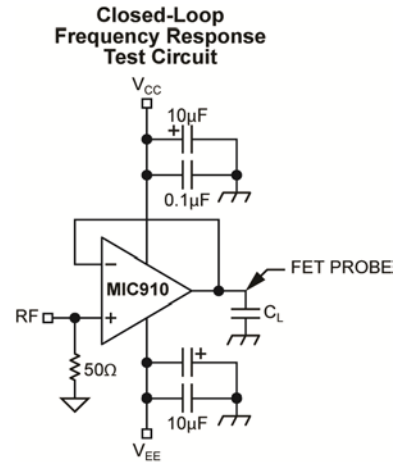 Closed-Loop
Frequency Response
Test Circuit
VCC
10µF
+
0.1µF
FET PROBE
−
MIC910
RF
+
CL
50Ω
+
10µF
VEE